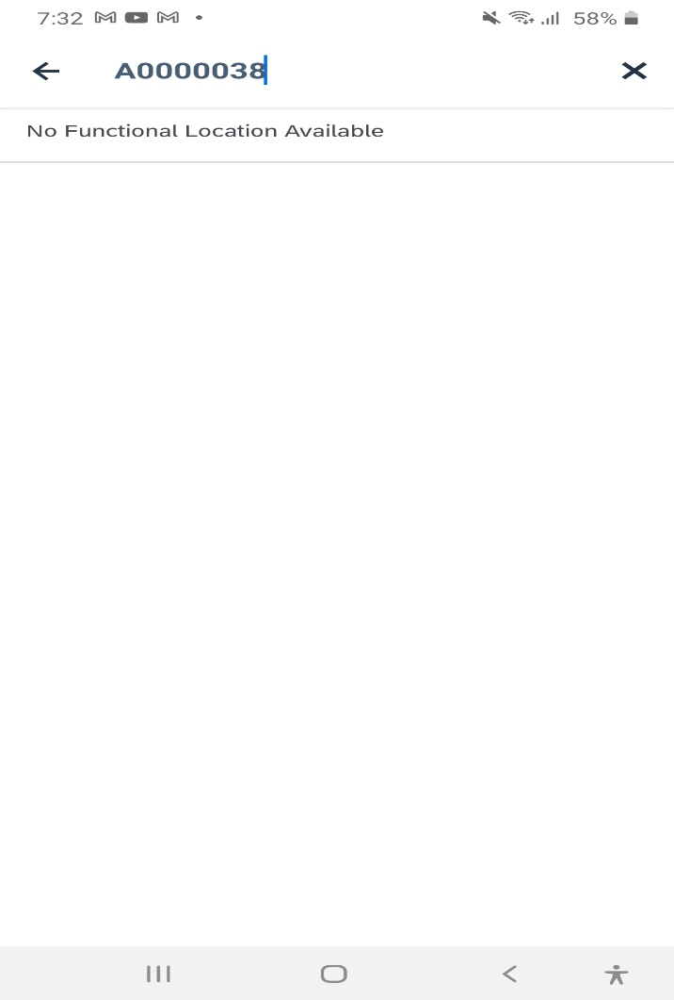 7:32 58%
A0000038
No Functional Location Available